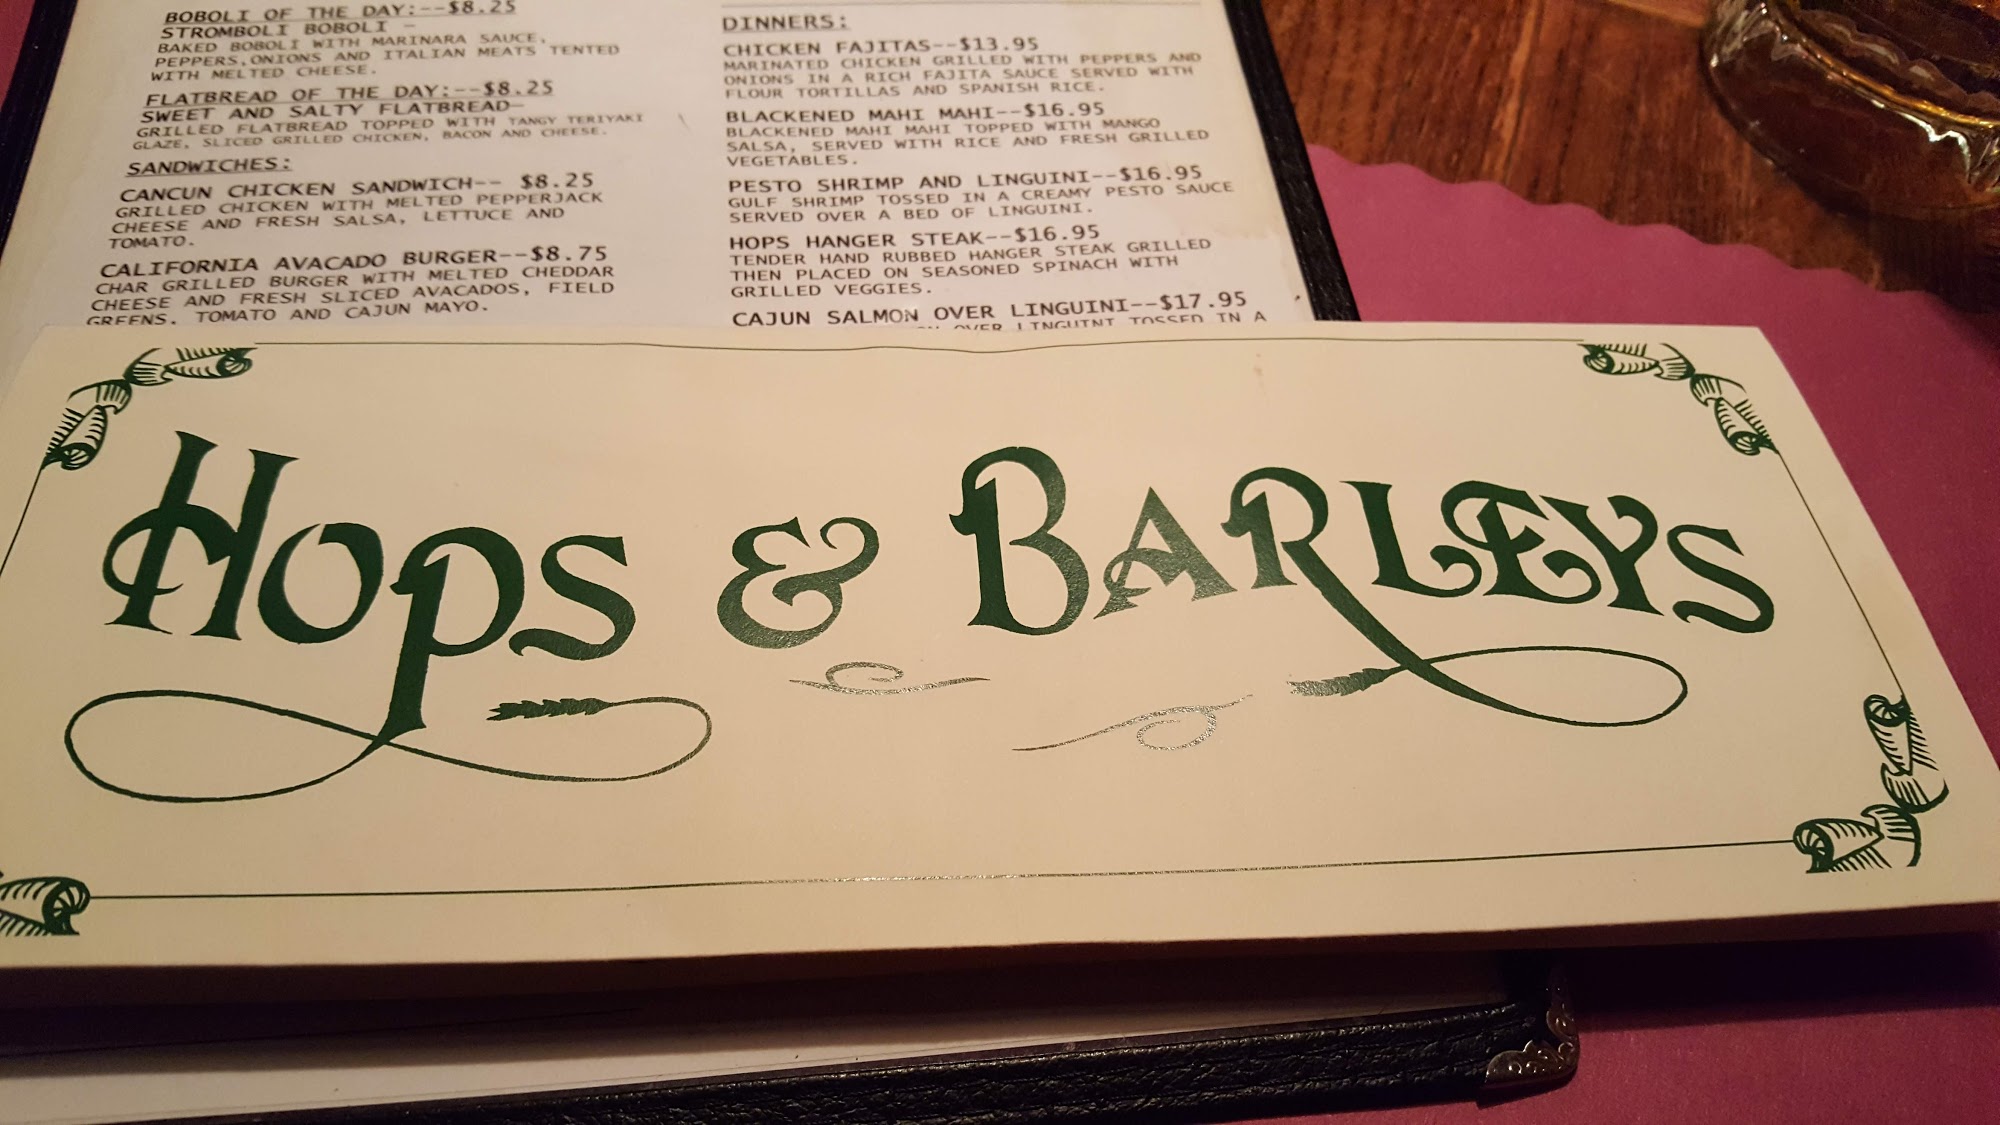 BOBOLI OF THE DAY:--$8.25
STROMBOLI BOBOLI –
BAKED BOBOLI WITH MARINARA SAUCE,
PEPPERS,ONIONS AND ITALIAN MEATS TENTED
WITH MELTED CHEESE.
FLATBREAD OF THE DAY:--$8.25
SWEET AND SALTY FLATBREAD–
GRILLED FLATBREAD TOPPED WITH TANGY TERIYAKI
GLAZE, SLICED GRILLED CHICKEN, BACON AND CHEESE.
SANDWICHES:
CANCUN CHICKEN SANDWICH-- $8.25
GRILLED CHICKEN WITH MELTED PEPPERJACK
CHEESE AND FRESH SALSA, LETTUCE AND
TOMATO.
CALIFORNIA AVACADO BURGER--$8.75
CHAR GRILLED BURGER WITH MELTED CHEDDAR
CHEESE AND FRESH SLICED AVACADOS, FIELD
GREENS, TOMATO AND CAJUN MAYO.
DINNERS:
CHICKEN FAJITAS--$13.95
MARINATED CHICKEN GRILLED WITH PEPPERS AND
ONIONS IN A RICH FAJITA SAUCE SERVED WITH
FLOUR TORTILLAS AND SPANISH RICE.
BLACKENED MAHI MAHI--$16.95
BLACKENED MAHI MAHI TOPPED WITH MANGO
SALSA, SERVED WITH RICE AND FRESH GRILLED
VEGETABLES.
PESTO SHRIMP AND LINGUINI--$16.95
GULF SHRIMP TOSSED IN A CREAMY PESTO SAUCE
SERVED OVER A BED OF LINGUINI.
HOPS HANGER STEAK--$16.95
TENDER HAND RUBBED HANGER STEAK GRILLED
THEN PLACED ON SEASONED SPINACH WITH
GRILLED VEGGIES.
CAJUN SALMON OVER LINGUINI--$17.95
OVER LINGUINI TOSSED IN A
HOPS & BARLEYS